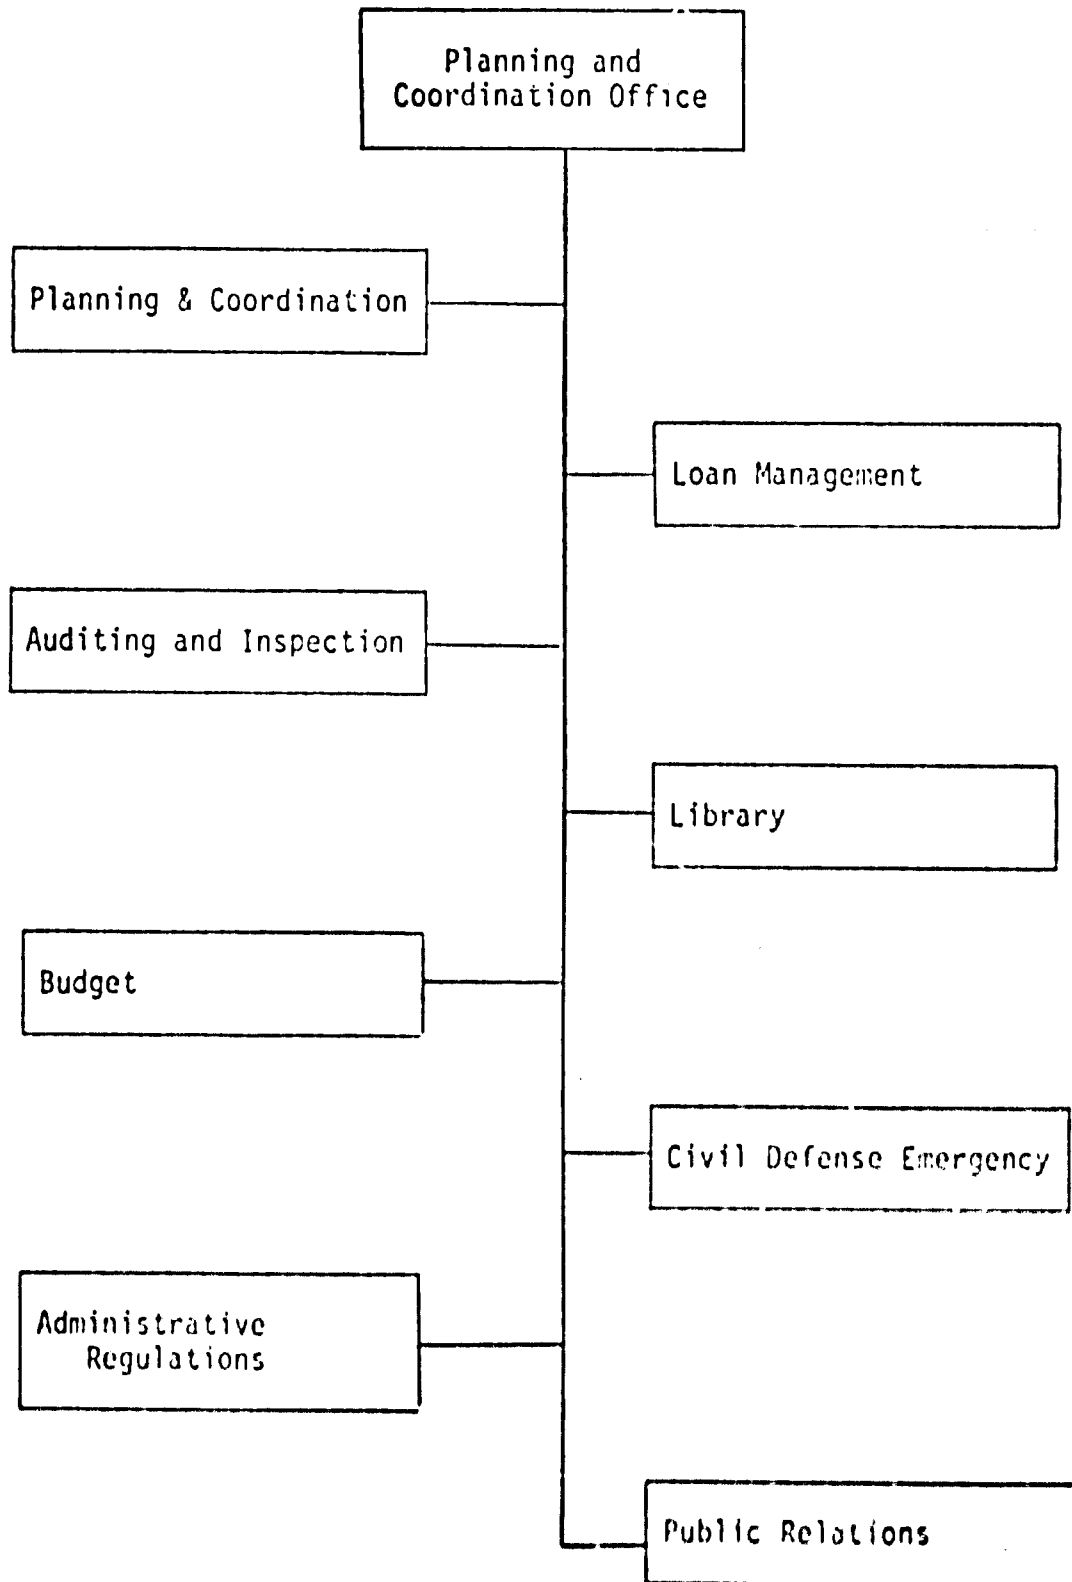 Planning and
Coordination Office
Planning & Coordination
Loan Management
Auditing and Inspection
Library
Budget
Civil Defense Emergency
Administrative
Regulations
Public Relations